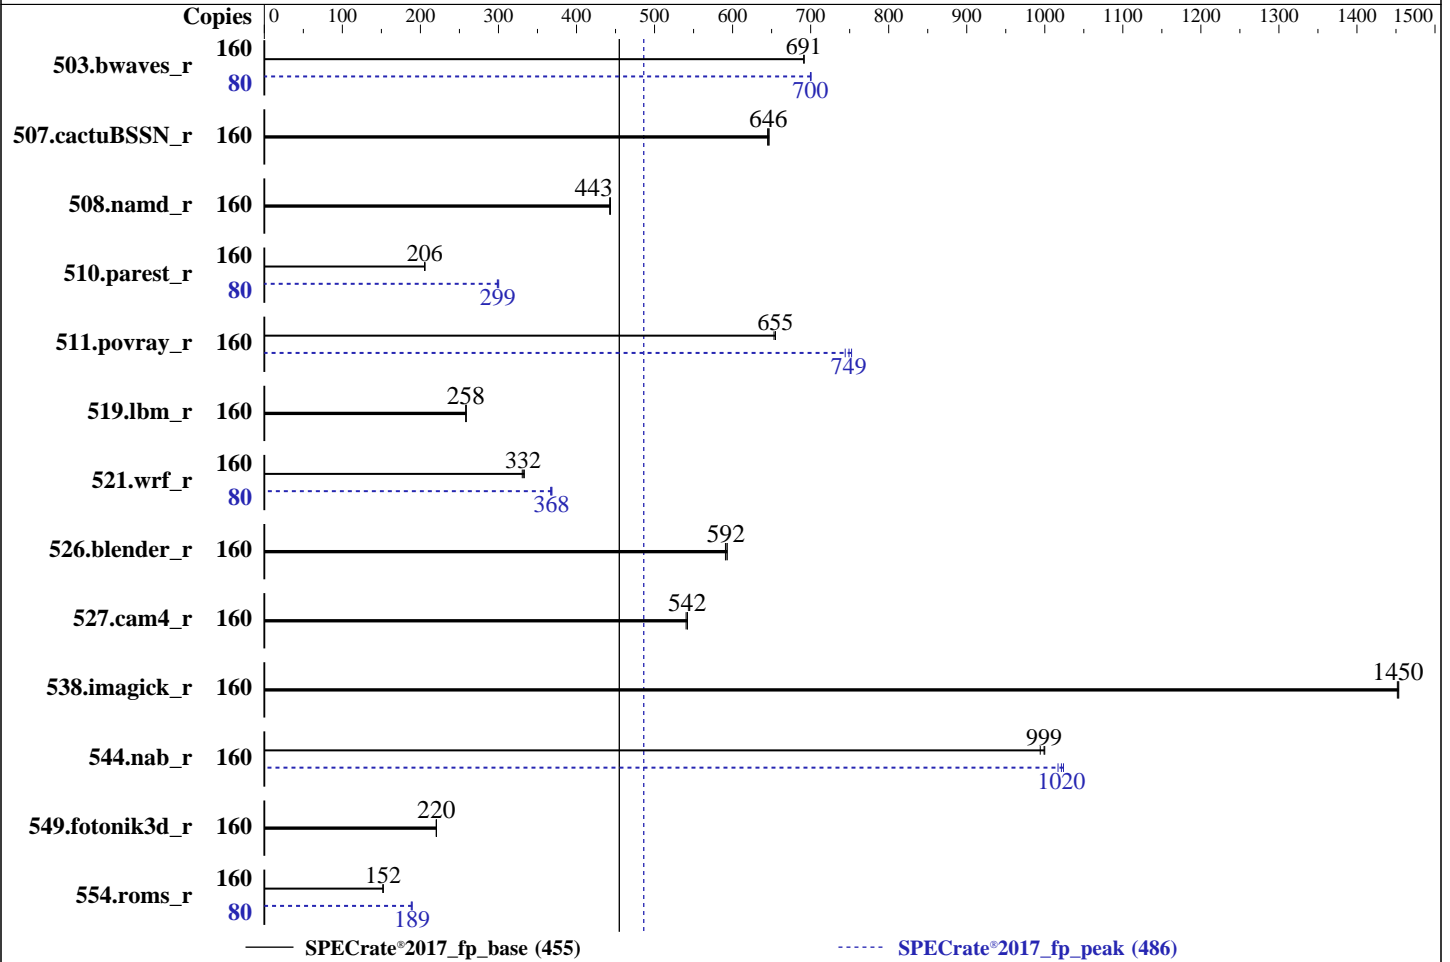 Copies 0 100 200 300 400 500 600 700 800 900 1000 1100 1200 1300 1400 1500
503.bwaves_r 160 691
80 700
507.cactuBSSN_r 160 646
508.namd_r 160 443
510.parest_r 160 206
80 299
511.povray_r 160 655
749
519.lbm_r 160 258
521.wrf_r 160 332
80 368
526.blender_r 160 592
527.cam4_r 160 542
538.imagick_r 160 1450
544.nab_r 160 999
1020
549.fotonik3d_r 160 220
554.roms_r 160 152
80 189
SPECrate®2017_fp_base (455) SPECrate®2017_fp_peak (486)